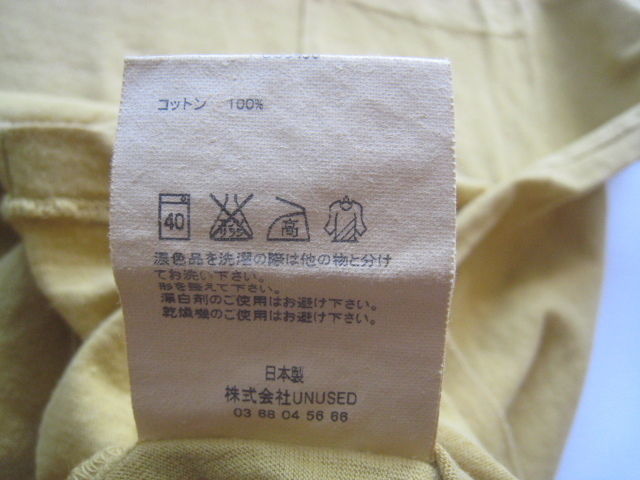 コットン 100%
40
高
濃色品を洗濯の際は他の物と分け
てお洗い下さい。
形を整えて下さい。
漂白剤のご使用はお避け下さい。
乾燥機のご使用はお避け下さい。
日本製
株式会社UNUSED
03 68 04 56 66